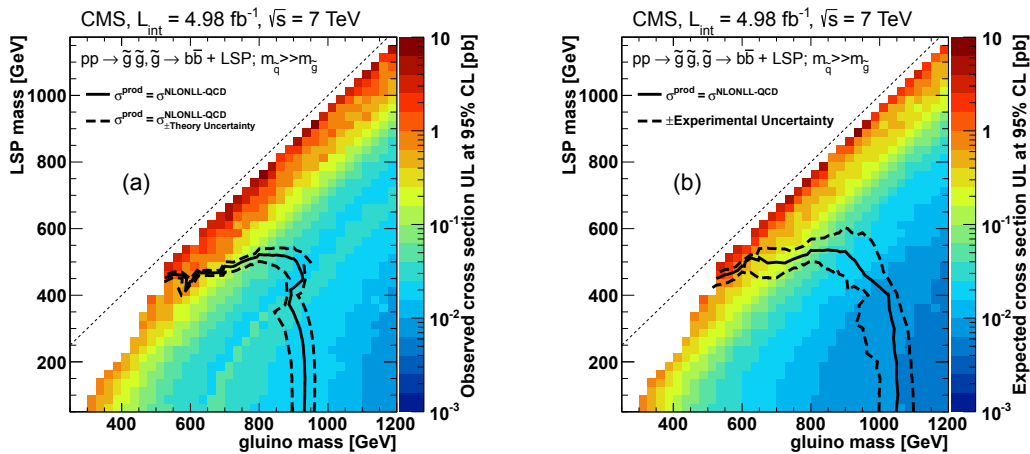 CMS, L_int = 4.98 fb⁻¹, √s = 7 TeV
pp → g̃ g̃, g̃ → bb̄ + LSP; m_q̃ >> m_g̃
σ^prod = σ^NLONLL-QCD
σ^prod = σ^NLONLL-QCD_±Theory Uncertainty
(a)
LSP mass [GeV]
1000
800
600
400
200
400 600 800 1000 1200
gluino mass [GeV]
10
1
10⁻¹
10⁻²
10⁻³
Observed cross section UL at 95% CL [pb]
CMS, L_int = 4.98 fb⁻¹, √s = 7 TeV
pp → g̃ g̃, g̃ → bb̄ + LSP; m_q̃ >> m_g̃
σ^prod = σ^NLONLL-QCD
±Experimental Uncertainty
(b)
LSP mass [GeV]
1000
800
600
400
200
400 600 800 1000 1200
gluino mass [GeV]
10
1
10⁻¹
10⁻²
10⁻³
Expected cross section UL at 95% CL [pb]